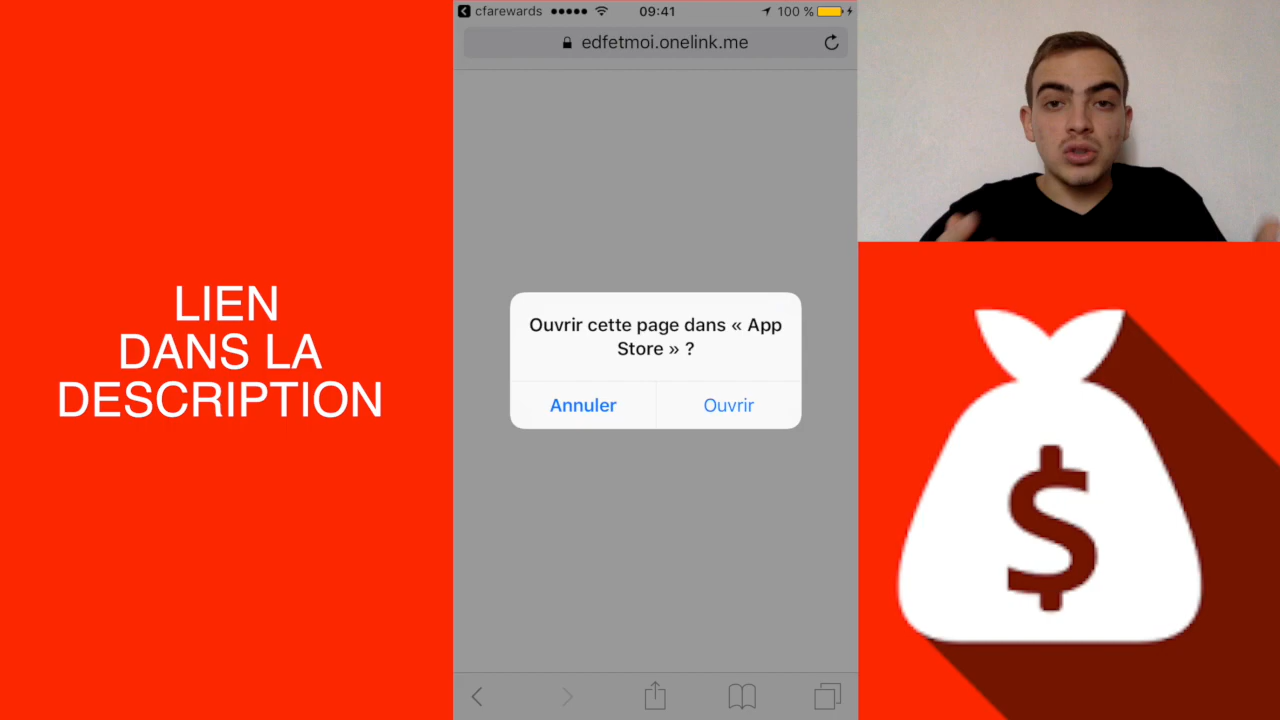 cfarewards 09:41 100 %
edfetmoi.onelink.me
LIEN
DANS LA
DESCRIPTION
Ouvrir cette page dans « App
Store » ?
Annuler Ouvrir
$